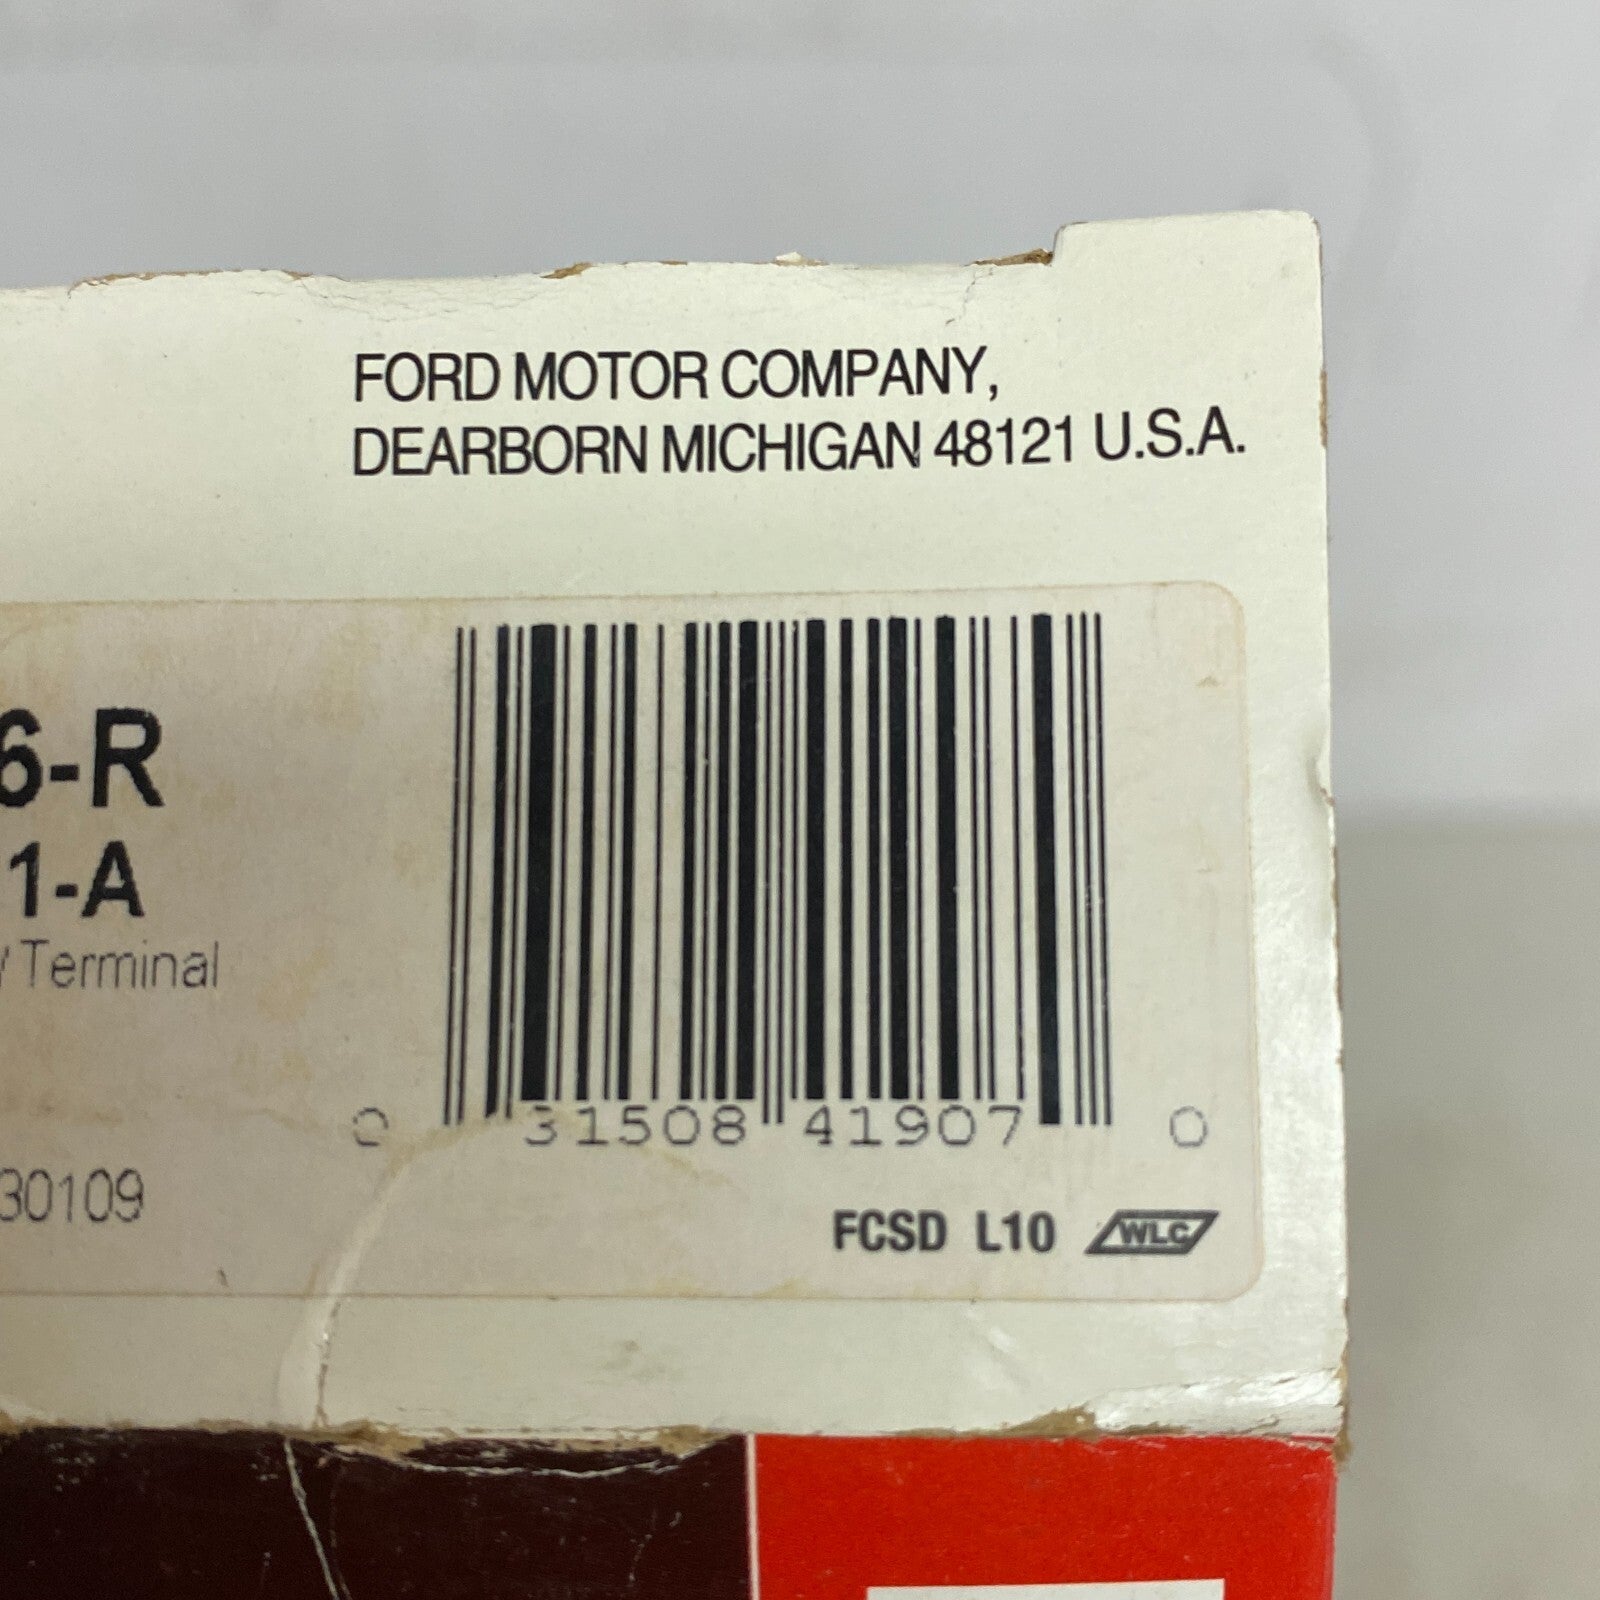 FORD MOTOR COMPANY,
DEARBORN MICHIGAN 48121 U.S.A.
6-R
1-A
Terminal
0 31508 41907 0
30109
FCSD L10 WLC